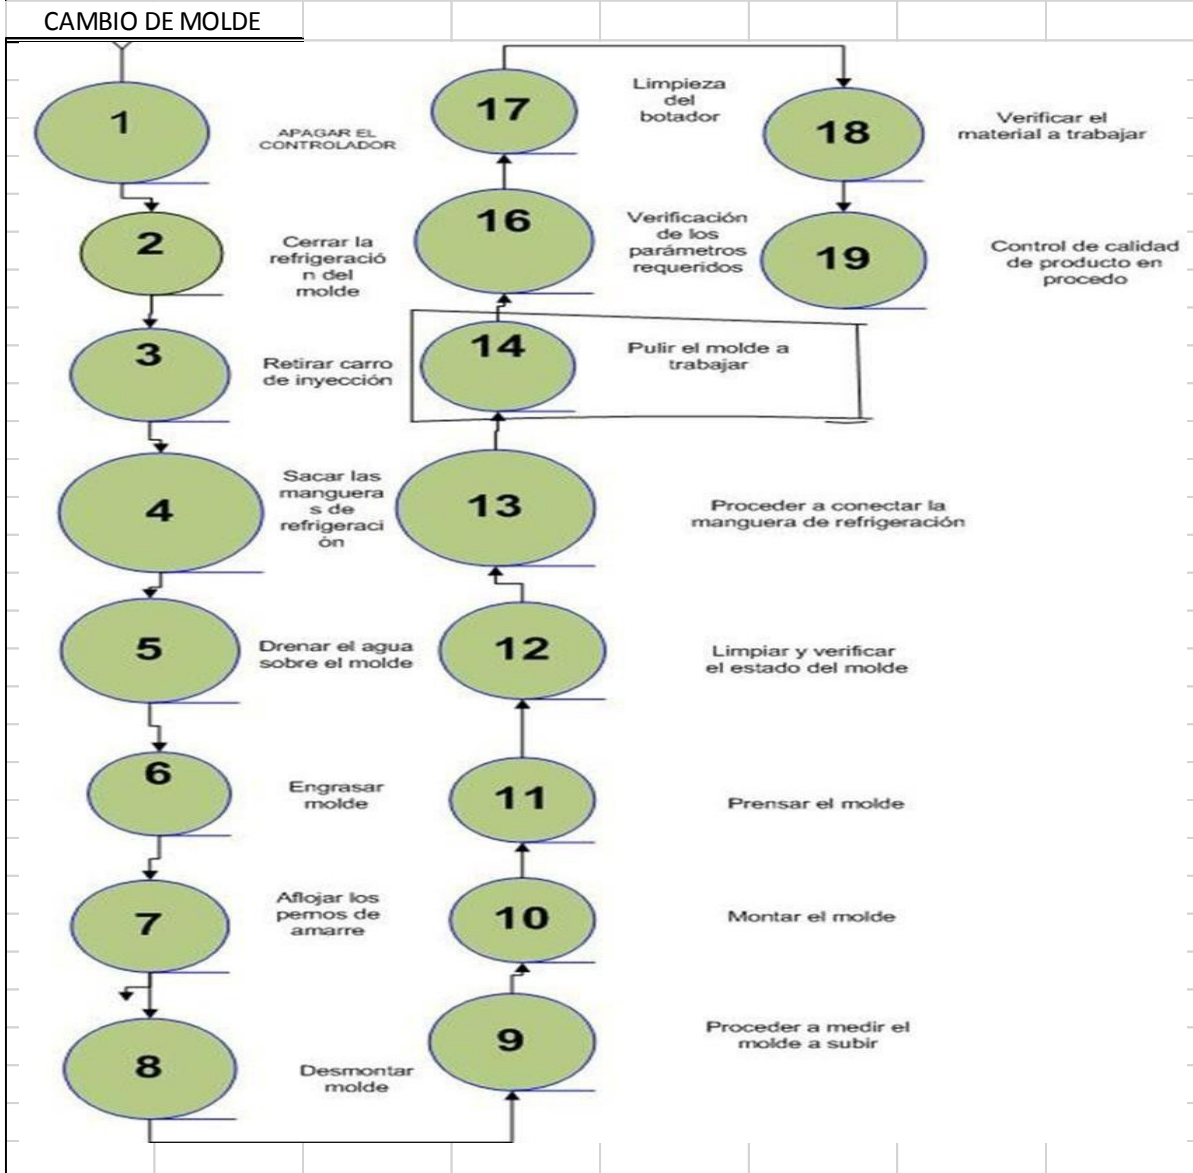 CAMBIO DE MOLDE
1
APAGAR EL
CONTROLADOR
2
Cerrar la
refrigeració
n del
molde
3
Retirar carro
de inyección
4
Sacar las
manguera
s de
refrigeraci
ón
5
Drenar el agua
sobre el molde
6
Engrasar
molde
7
Aflojar los
pernos de
amarre
8
Desmontar
molde
9
Proceder a medir el
molde a subir
10
Montar el molde
11
Prensar el molde
12
Limpiar y verificar
el estado del molde
13
Proceder a conectar la
manguera de refrigeración
14
Pulir el molde a
trabajar
16
Verificación
de los
parámetros
requeridos
17
Limpieza
del
botador
18
Verificar el
material a trabajar
19
Control de calidad
de producto en
procedo